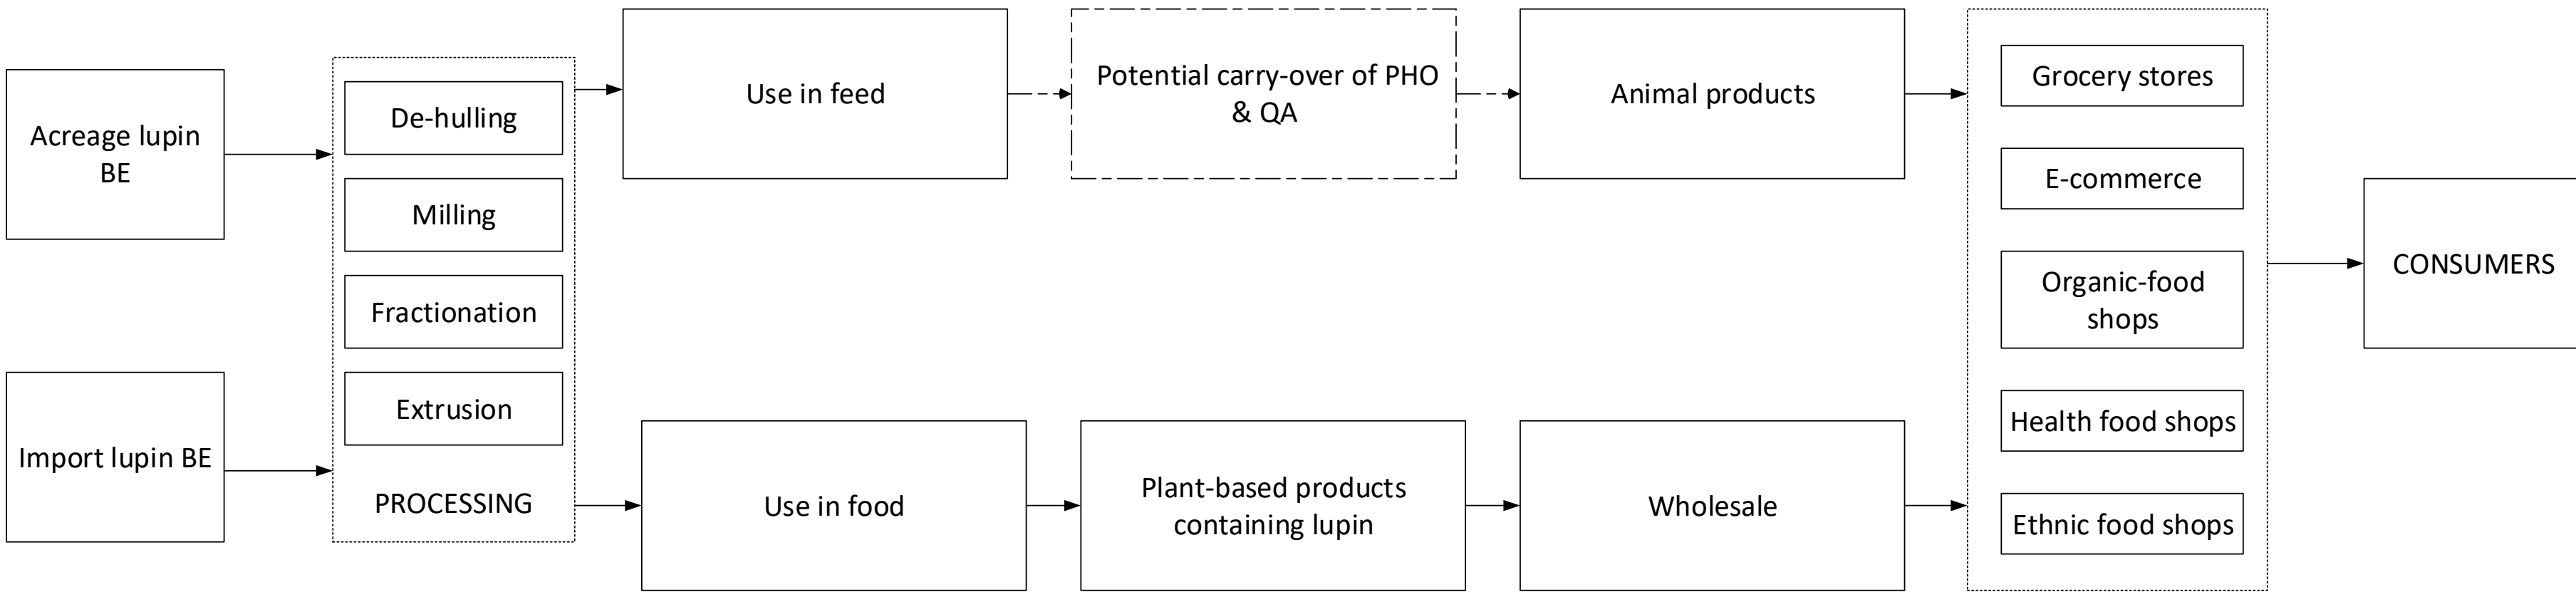 Acreage lupin
BE
Import lupin BE
De-hulling
Milling
Fractionation
Extrusion
PROCESSING
Use in feed
Potential carry-over of PHO
& QA
Animal products
Use in food
Plant-based products
containing lupin
Wholesale
Grocery stores
E-commerce
Organic-food
shops
Health food shops
Ethnic food shops
CONSUMERS